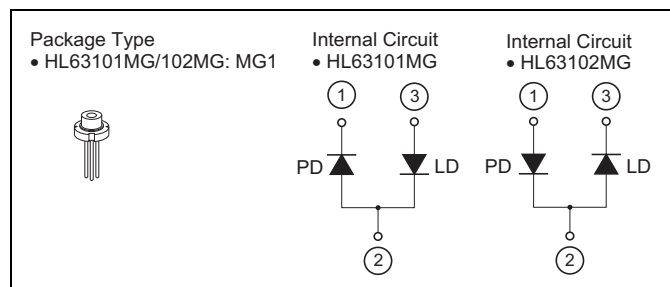 Package Type
• HL63101MG/102MG: MG1
Internal Circuit
• HL63101MG
1
3
PD
LD
2
Internal Circuit
• HL63102MG
1
3
PD
LD
2